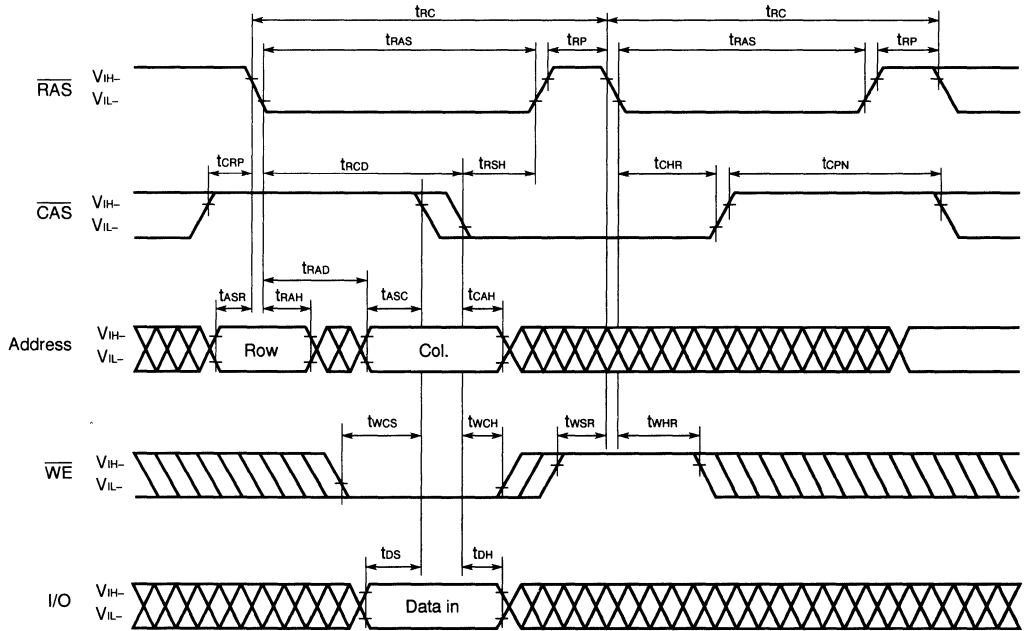 tRC tRC
tRAS tRP tRAS tRP
RAS VIH–
VIL–
tCRP tRCD tRSH tCHR tCPN
CAS VIH–
VIL–
tRAD
tASR tRAH tASC tCAH
Address VIH– Row Col.
VIL–
tWCS tWCH tWSR tWHR
WE VIH–
VIL–
tDS tDH
I/O VIH– Data in
VIL–